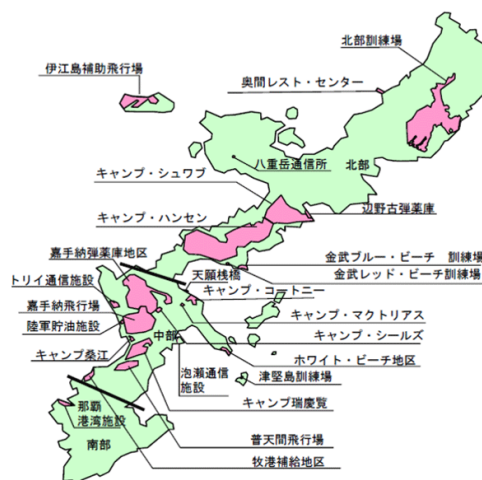 北部訓練場
伊江島補助飛行場
奥間レスト・センター
八重岳通信所
北部
キャンプ・シュワブ
辺野古弾薬庫
キャンプ・ハンセン
嘉手納弾薬庫地区
金武ブルー・ビーチ 訓練場
天願桟橋
金武レッド・ビーチ訓練場
トリイ通信施設
キャンプ・コートニー
嘉手納飛行場
キャンプ・マクトリアス
陸軍貯油施設
キャンプ・シールズ
中部
キャンプ桑江
泡瀬通信
施設
ホワイト・ビーチ地区
津堅島訓練場
キャンプ瑞慶覧
那覇
港湾施設
普天間飛行場
南部
牧港補給地区